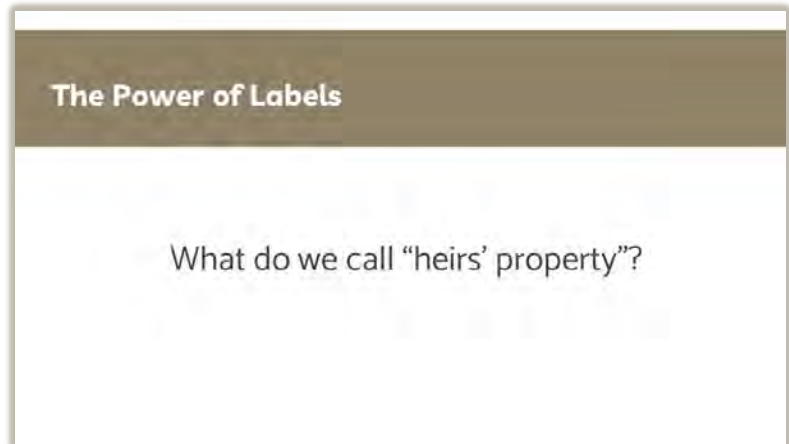 The Power of Labels
What do we call “heirs’ property”?